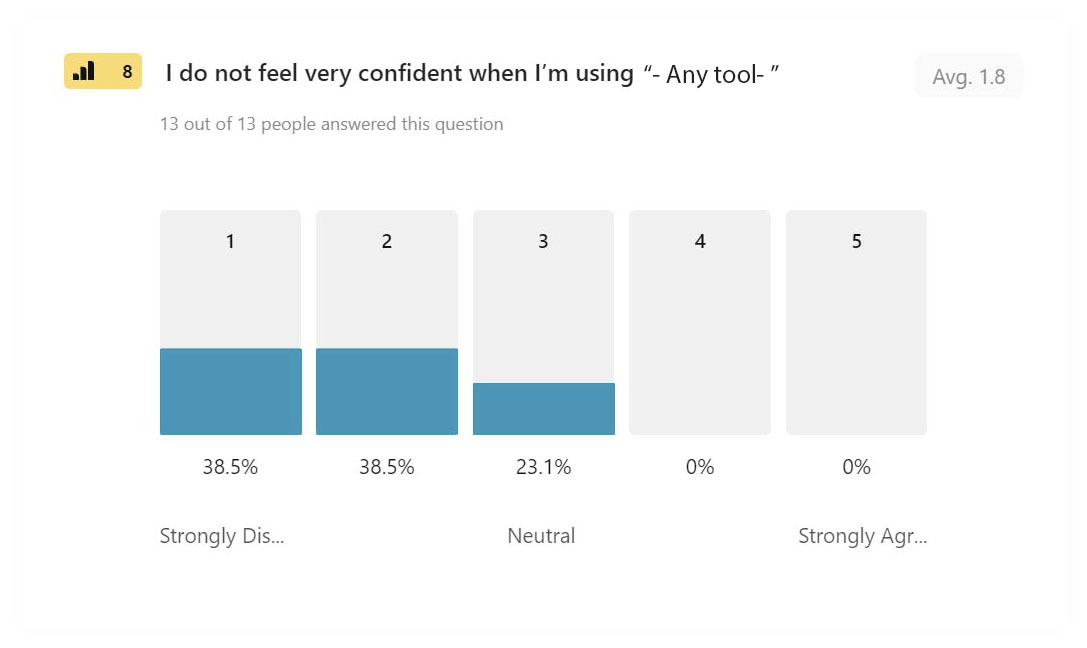 8 I do not feel very confident when I’m using “- Any tool- ” Avg. 1.8
13 out of 13 people answered this question
1 2 3 4 5
38.5% 38.5% 23.1% 0% 0%
Strongly Dis... Neutral Strongly Agr...